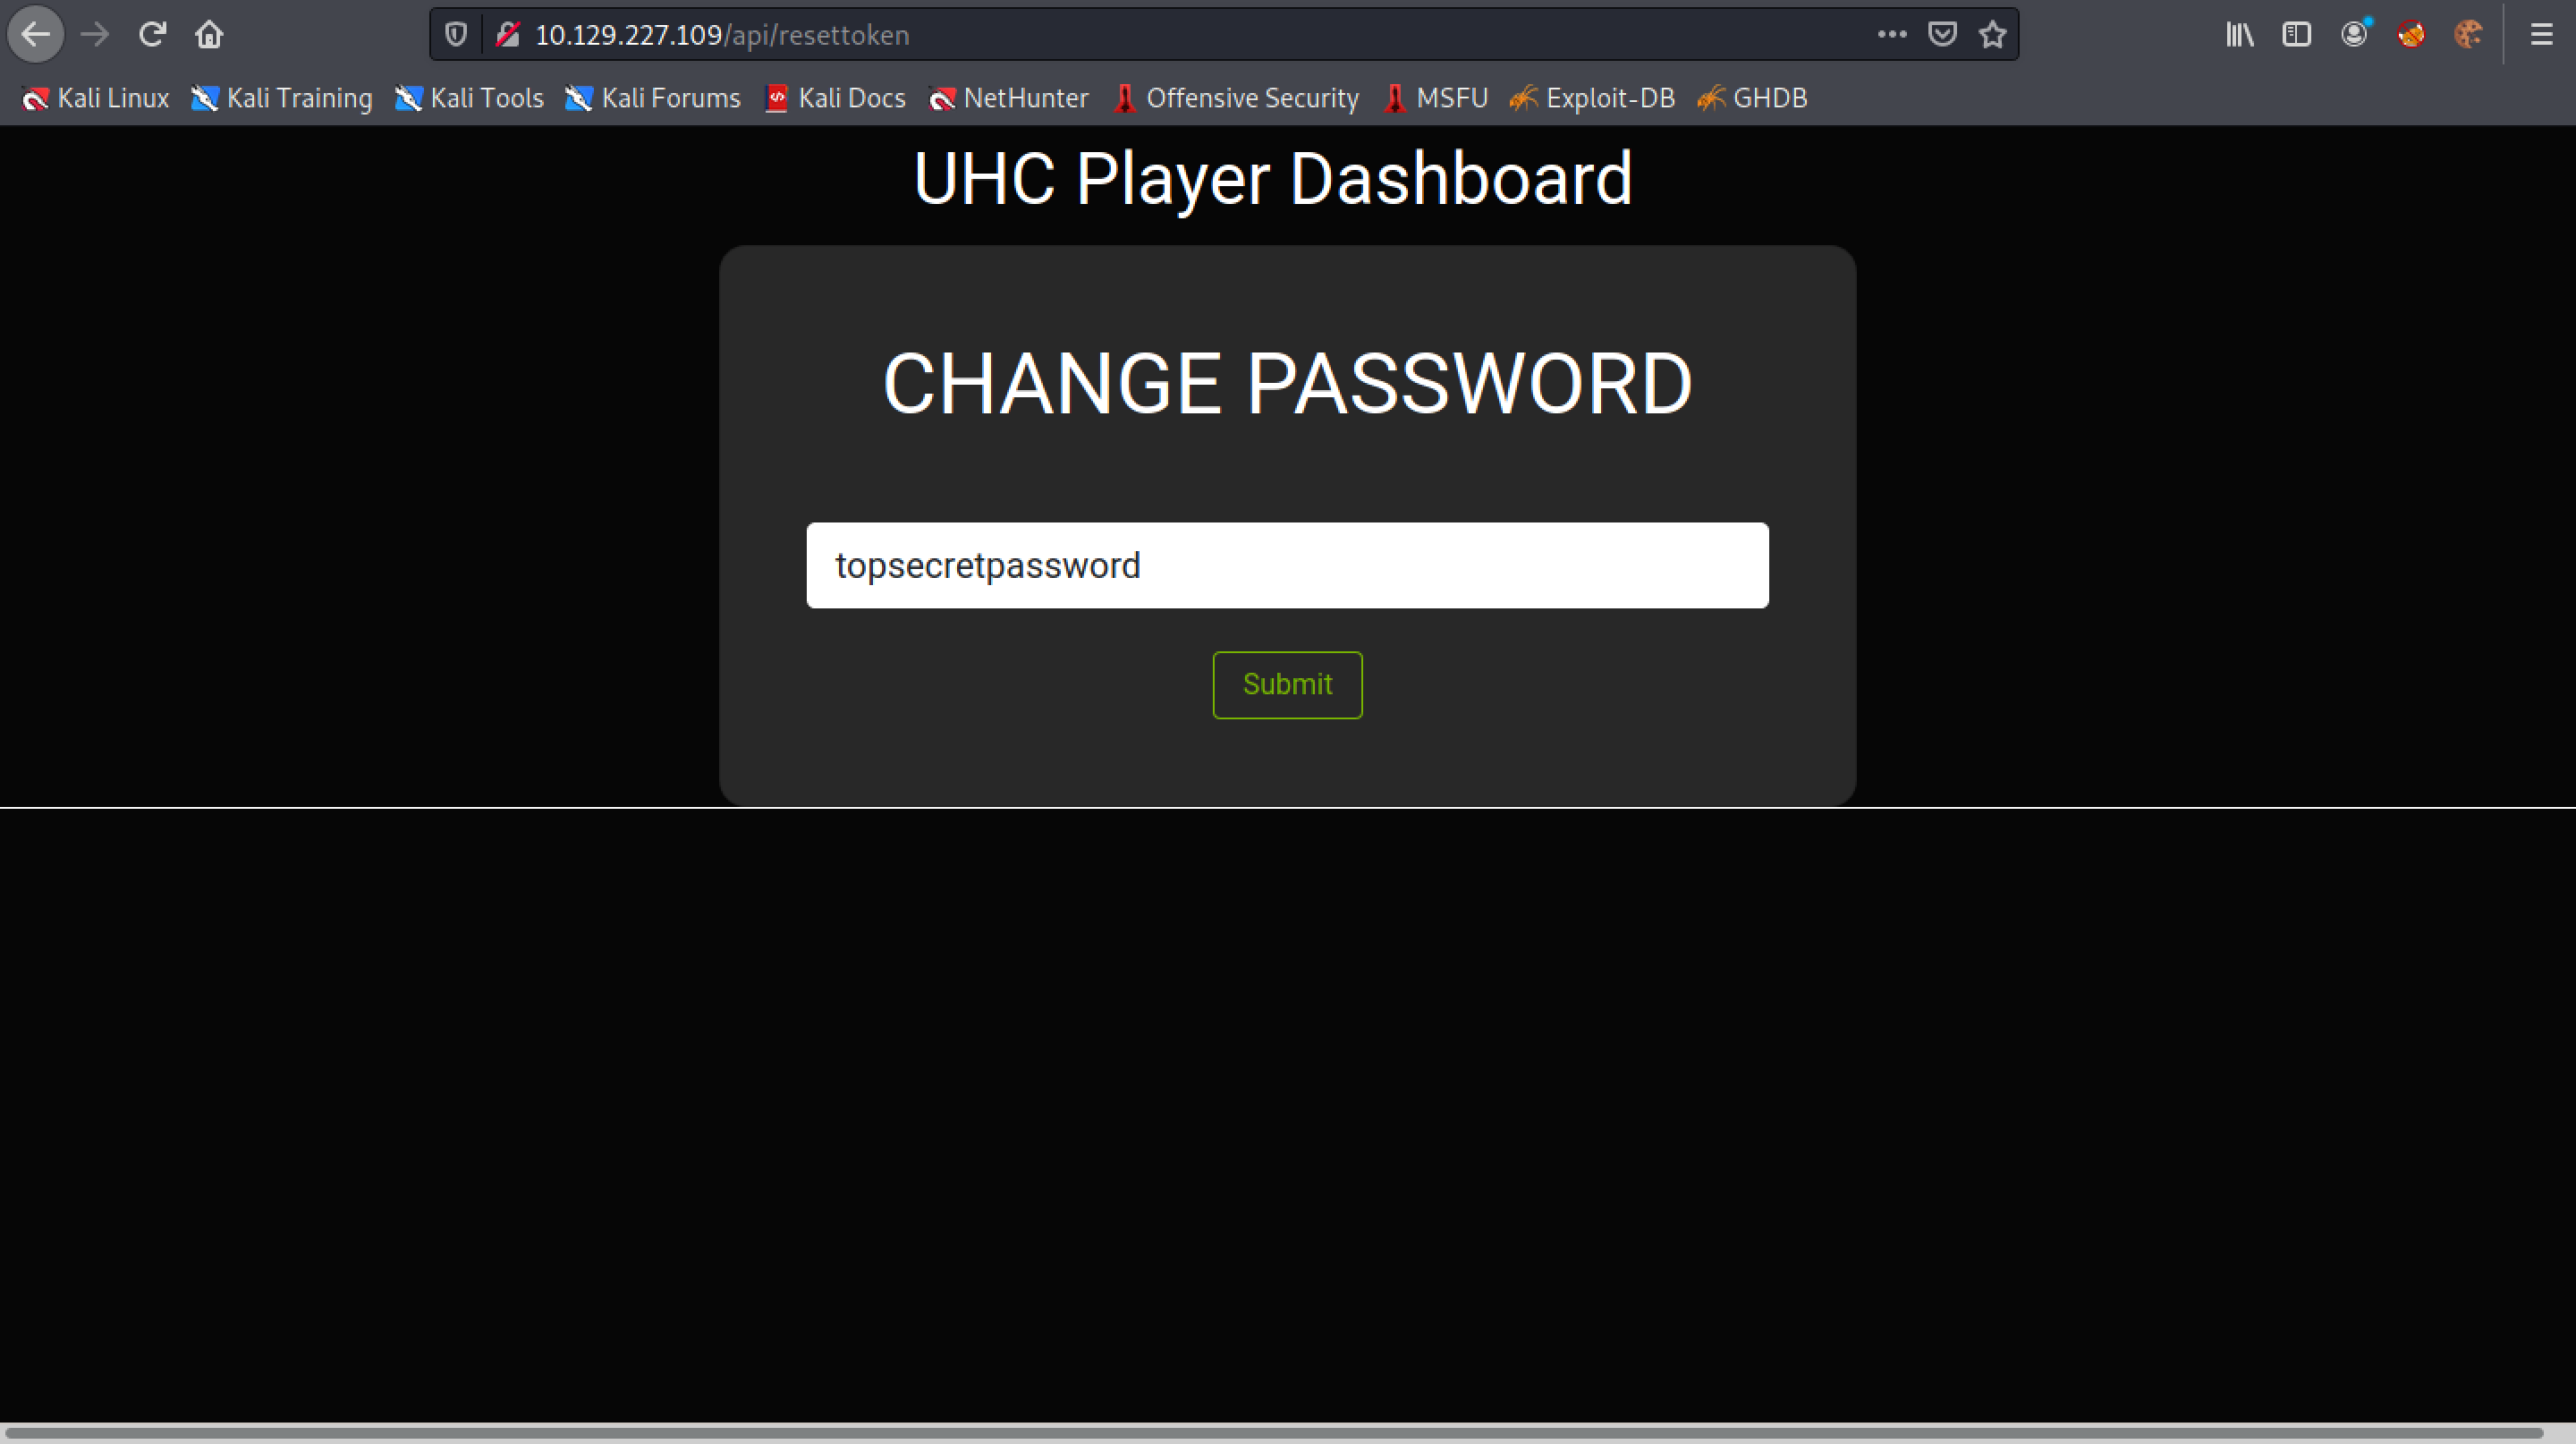 10.129.227.109/api/resettoken
Kali Linux Kali Training Kali Tools Kali Forums Kali Docs NetHunter Offensive Security MSFU Exploit-DB GHDB
UHC Player Dashboard
CHANGE PASSWORD
topsecretpassword
Submit